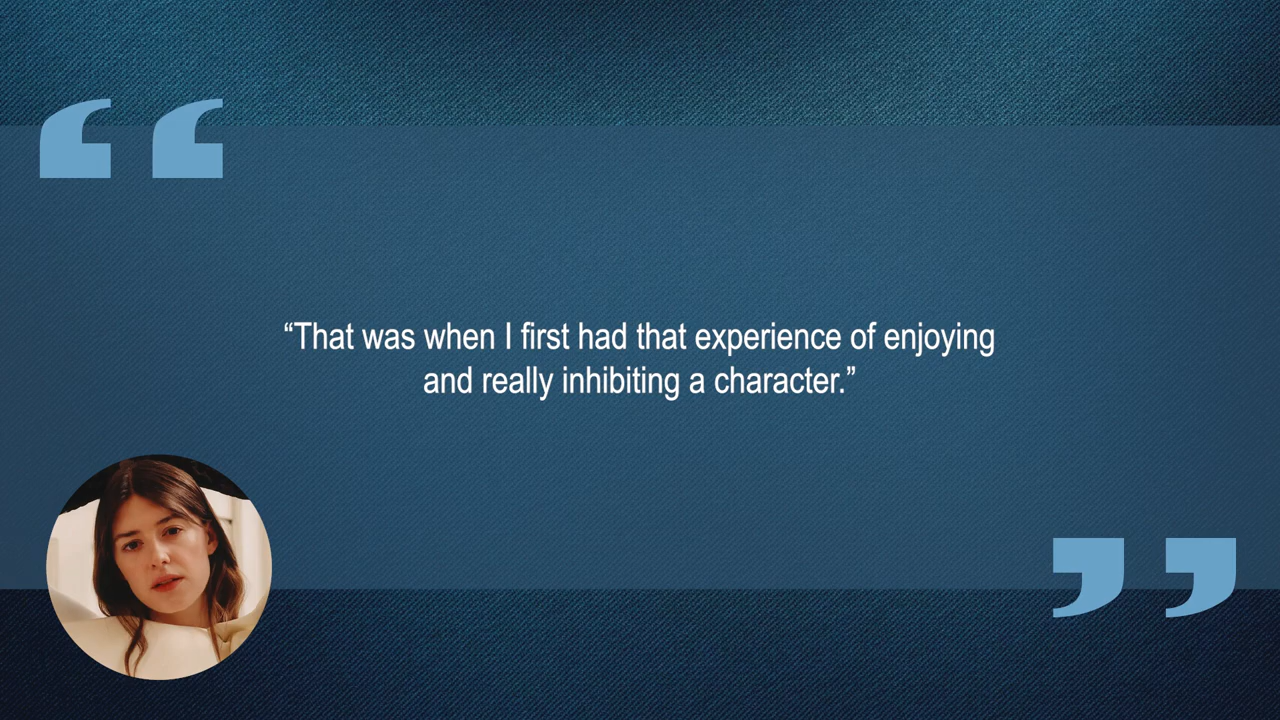 “That was when I first had that experience of enjoying
and really inhibiting a character.”